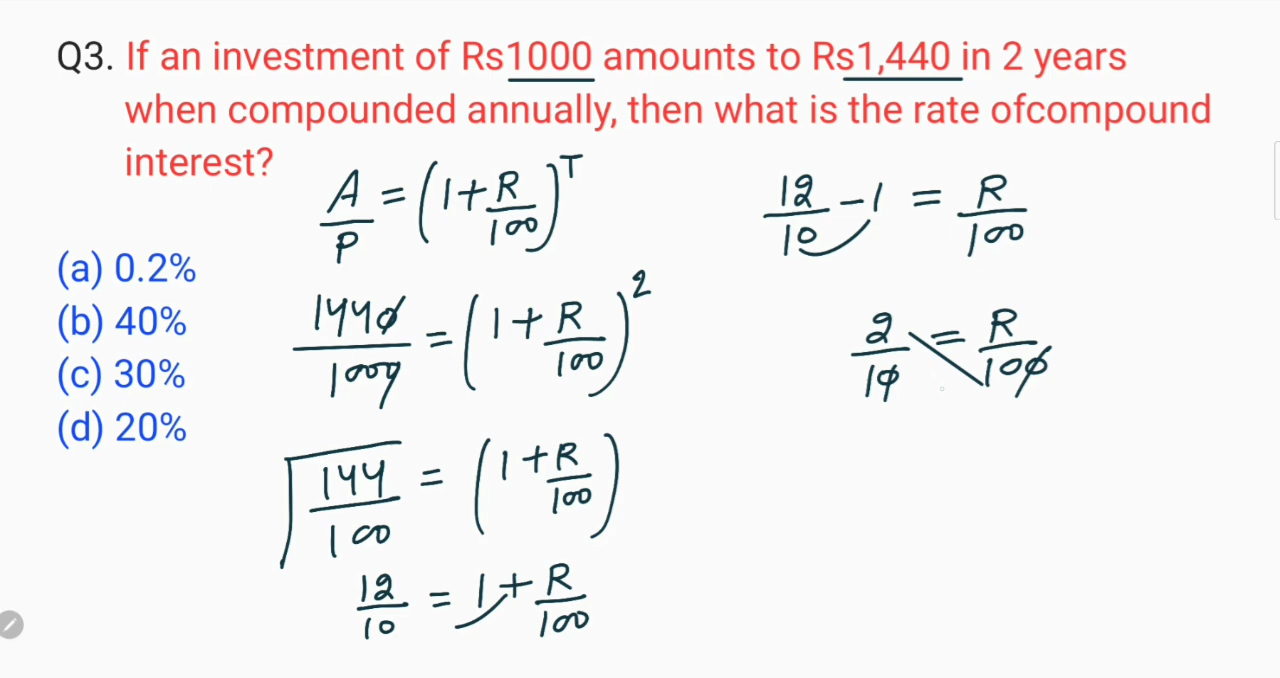 Q3. If an investment of Rs1000 amounts to Rs1,440 in 2 years
when compounded annually, then what is the rate ofcompound
interest?
(a) 0.2%
(b) 40%
(c) 30%
(d) 20%
A/P = (1+R/100)^T
1440/1000 = (1+R/100)^2
√144/100 = (1+R/100)
12/10 = 1+R/100
12/10 -1 = R/100
2/10 = R/100